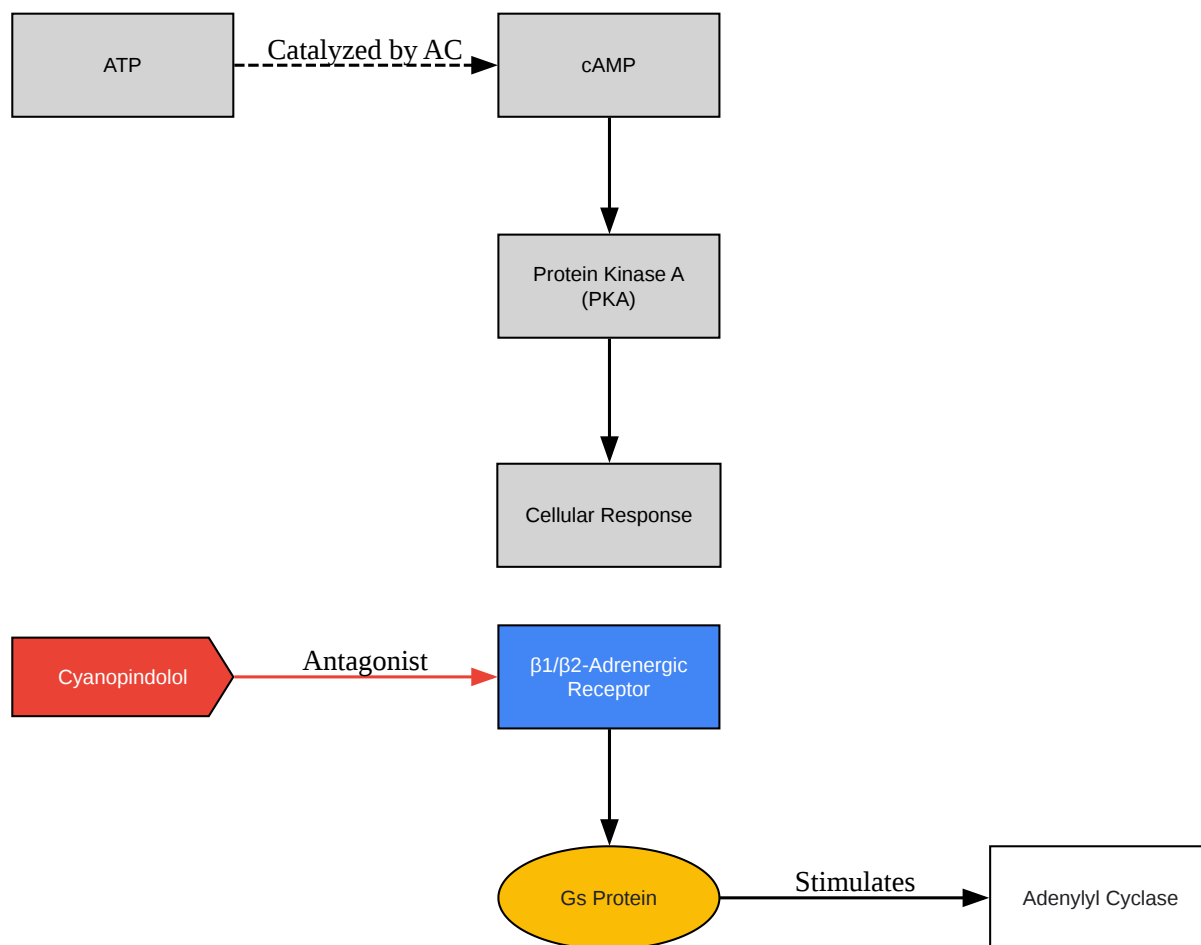 ATP
Catalyzed by AC
cAMP
Protein Kinase A
(PKA)
Cellular Response
Cyanopindolol
Antagonist
β1/β2-Adrenergic
Receptor
Gs Protein
Stimulates
Adenylyl Cyclase